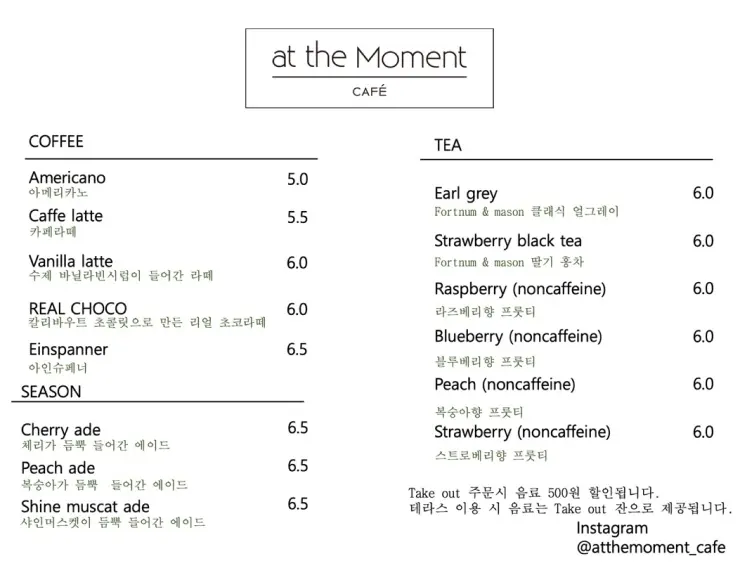 at the Moment
CAFÉ
COFFEE
Americano 5.0
아메리카노
Caffe latte 5.5
카페라떼
Vanilla latte 6.0
수제 바닐라빈시럽이 들어간 라떼
REAL CHOCO 6.0
칼리바우트 초콜릿으로 만든 리얼 초코라떼
Einspanner 6.5
아인슈페너
SEASON
Cherry ade 6.5
체리가 듬뿍 들어간 에이드
Peach ade 6.5
복숭아가 듬뿍 들어간 에이드
Shine muscat ade 6.5
샤인머스켓이 듬뿍 들어간 에이드
TEA
Earl grey 6.0
Fortnum & mason 클래식 얼그레이
Strawberry black tea 6.0
Fortnum & mason 딸기 홍차
Raspberry (noncaffeine) 6.0
라즈베리향 프룻티
Blueberry (noncaffeine) 6.0
블루베리향 프룻티
Peach (noncaffeine) 6.0
복숭아향 프룻티
Strawberry (noncaffeine) 6.0
스트로베리향 프룻티
Take out 주문시 음료 500원 할인됩니다.
테라스 이용 시 음료는 Take out 잔으로 제공됩니다.
Instagram
@atthemoment_cafe